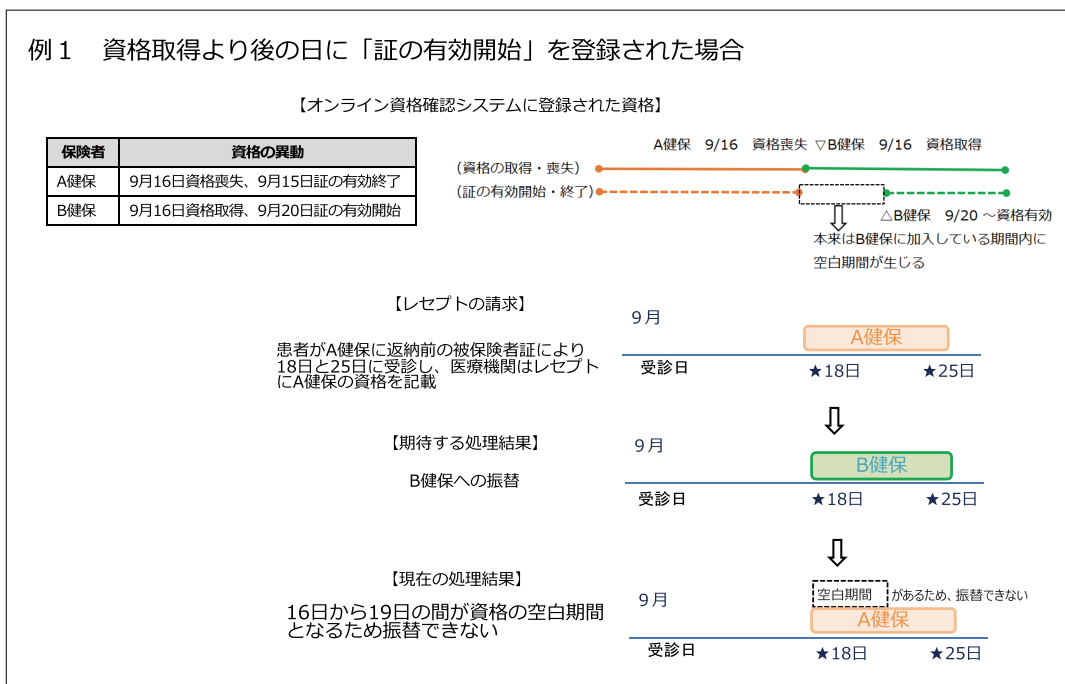 例１　資格取得より後の日に「証の有効開始」を登録された場合
【オンライン資格確認システムに登録された資格】
保険者　資格の異動
A健保　9月16日資格喪失、9月15日証の有効終了
B健保　9月16日資格取得、9月20日証の有効開始
A健保　9/16　資格喪失 ▽B健保　9/16　資格取得
（資格の取得・喪失）
（証の有効開始・終了）
△B健保　9/20 ～資格有効
本来はB健保に加入している期間内に
空白期間が生じる
【レセプトの請求】
患者がA健保に返納前の被保険者証により
18日と25日に受診し、医療機関はレセプト
にA健保の資格を記載
９月
A健保
受診日
★18日
★25日
【期待する処理結果】
B健保への振替
９月
B健保
受診日
★18日
★25日
【現在の処理結果】
16日から19日の間が資格の空白期間
となるため振替できない
９月
空白期間 があるため、振替できない
A健保
受診日
★18日
★25日